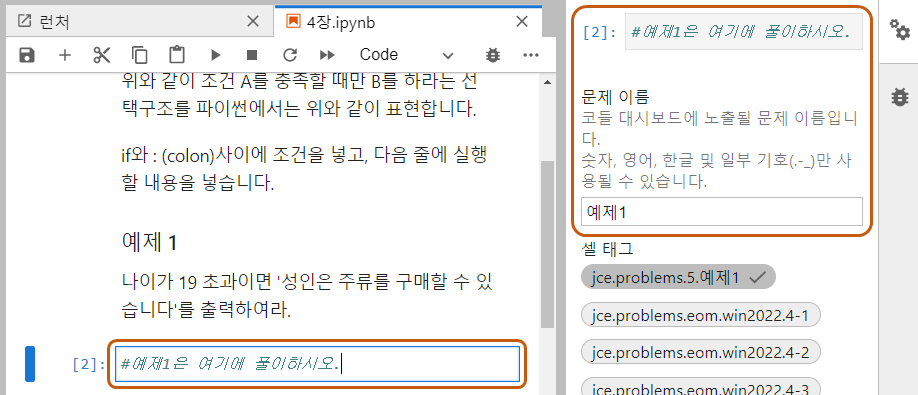 런처
4장.ipynb
Code
위와 같이 조건 A를 충족할 때만 B를 하라는 선
택구조를 파이썬에서는 위와 같이 표현합니다.
if와 : (colon)사이에 조건을 넣고, 다음 줄에 실행
할 내용을 넣습니다.
예제 1
나이가 19 초과이면 '성인은 주류를 구매할 수 있
습니다'를 출력하여라.
[2]: #예제1은 여기에 풀이하시오.
[2]: #예제1은 여기에 풀이하시오.
문제 이름
코들 대시보드에 노출될 문제 이름입니
다.
숫자, 영어, 한글 및 일부 기호(.-_)만 사
용될 수 있습니다.
예제1
셀 태그
jce.problems.5.예제1
jce.problems.eom.win2022.4-1
jce.problems.eom.win2022.4-2
jce.problems.eom.win2022.4-3